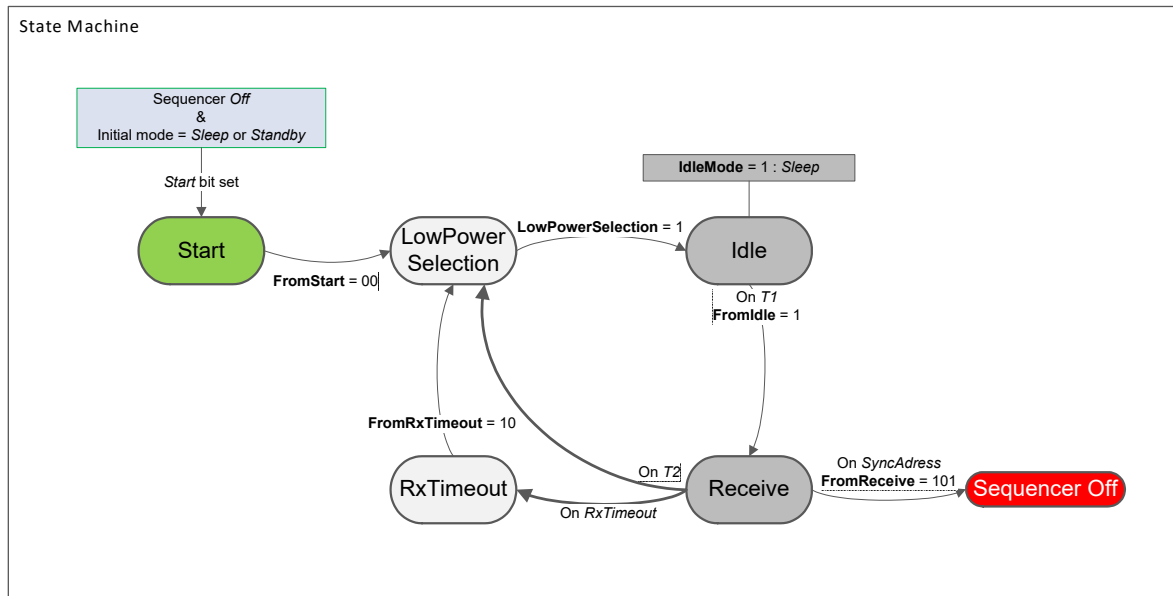 State Machine
Sequencer Off
&
Initial mode = Sleep or Standby
Start bit set
IdleMode = 1 : Sleep
Start
FromStart = 00
LowPower
Selection
LowPowerSelection = 1
Idle
On T1
FromIdle = 1
FromRxTimeout = 10
RxTimeout
On T2
On RxTimeout
Receive
On SyncAdress
FromReceive = 101
Sequencer Off